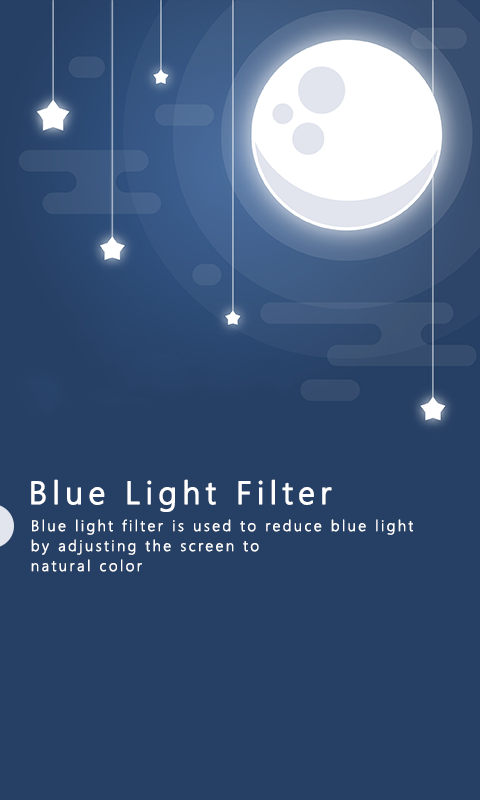 Blue Light Filter
Blue light filter is used to reduce blue light
by adjusting the screen to
natural color